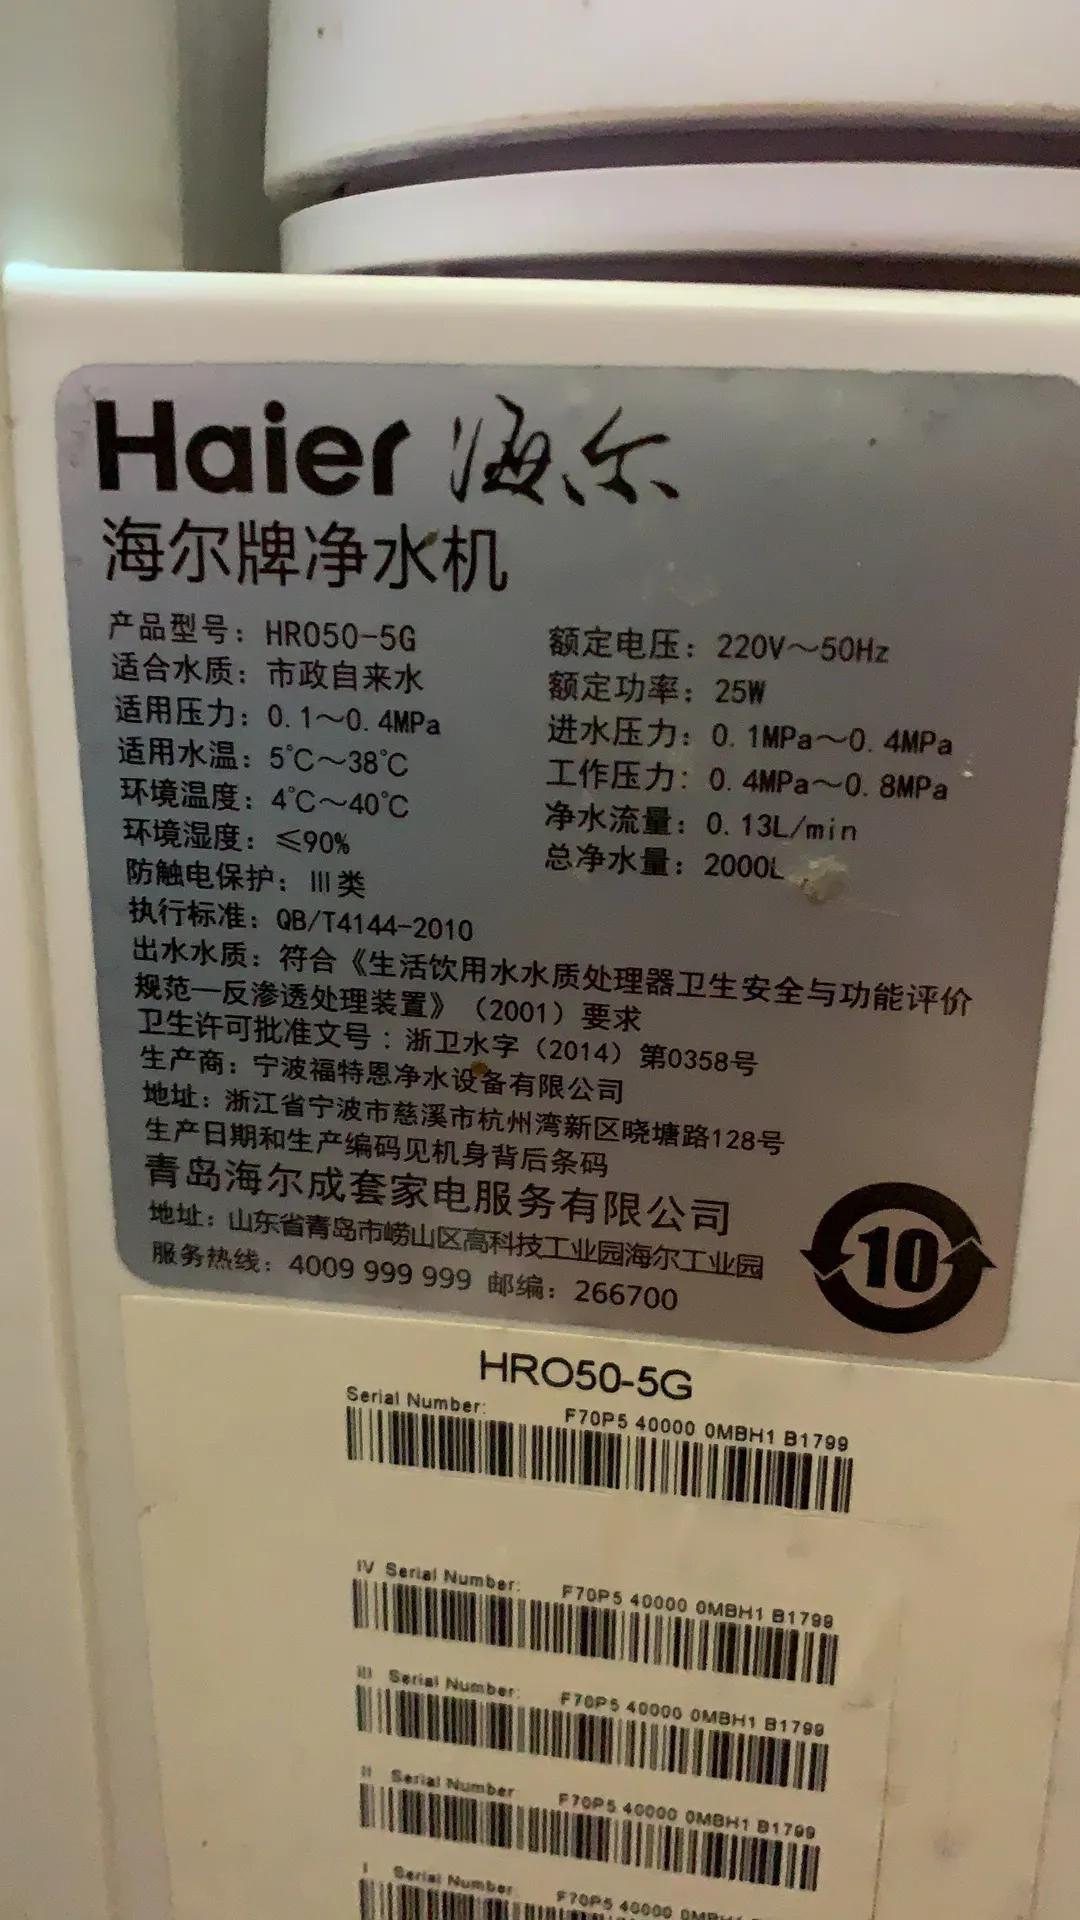 Haier 海尔
海尔牌净水机
产品型号：HRO50-5G
适合水质：市政自来水
适用压力：0.1～0.4MPa
适用水温：5℃～38℃
环境温度：4℃～40℃
环境湿度：≤90%
防触电保护：Ⅲ类
执行标准：QB/T4144-2010
额定电压：220V～50Hz
额定功率：25W
进水压力：0.1MPa～0.4MPa
工作压力：0.4MPa～0.8MPa
净水流量：0.13L/min
总净水量：2000L
出水水质：符合《生活饮用水水质处理器卫生安全与功能评价
规范—反渗透处理装置》（2001）要求
卫生许可批准文号：浙卫水字（2014）第0358号
生产商：宁波福特恩净水设备有限公司
地址：浙江省宁波市慈溪市杭州湾新区晓塘路128号
生产日期和生产编码见机身背后条码
青岛海尔成套家电服务有限公司
地址：山东省青岛市崂山区高科技工业园海尔工业园
服务热线：4009 999 999 邮编：266700
10
HRO50-5G
Serial Number: F70P5 40000 0MBH1 B1799
IV Serial Number: F70P5 40000 0MBH1 B1799
III Serial Number: F70P5 40000 0MBH1 B1799
II Serial Number F70P5 40000 0MBH1 B1799
I Serial Number F70P5 40000